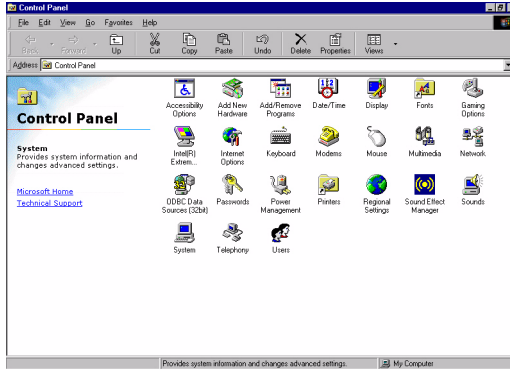 Control Panel
File Edit View Go Favorites Help
Back Forward Up Cut Copy Paste Undo Delete Properties Views
Address Control Panel
Control Panel
System
Provides system information and
changes advanced settings.
Microsoft Home
Technical Support
Accessibility Options
Add New Hardware
Add/Remove Programs
Date/Time
Display
Fonts
Gaming Options
Intel(R) Extrem...
Internet Options
Keyboard
Modems
Mouse
Multimedia
Network
ODBC Data Sources (32bit)
Passwords
Power Management
Printers
Regional Settings
Sound Effect Manager
Sounds
System
Telephony
Users
Provides system information and changes advanced settings. My Computer